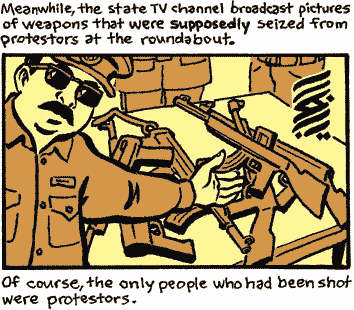 Meanwhile, the state TV channel broadcast pictures
of weapons that were supposedly seized from
protestors at the roundabout.
Of course, the only people who had been shot
were protestors.